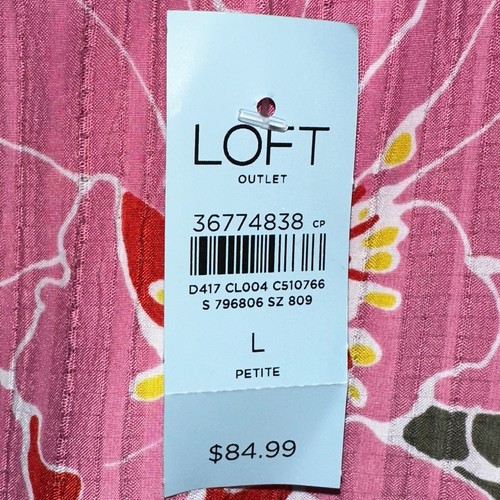 LOFT
OUTLET
36774838 CP
D417 CL004 C510766
S 796806 SZ 809
L
PETITE
$84.99